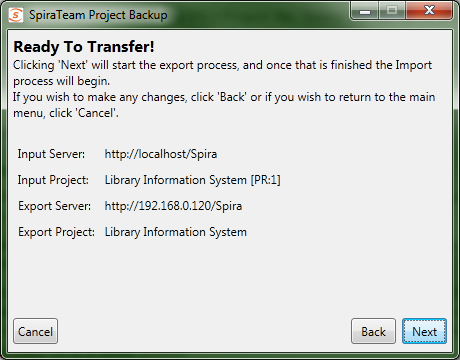 SpiraTeam Project Backup
Ready To Transfer!
Clicking 'Next' will start the export process, and once that is finished the Import
process will begin.
If you wish to make any changes, click 'Back' or if you wish to return to the main
menu, click 'Cancel'.
Input Server: http://localhost/Spira
Input Project: Library Information System [PR:1]
Export Server: http://192.168.0.120/Spira
Export Project: Library Information System
Cancel Back Next